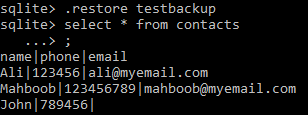 sqlite> .restore testbackup
sqlite> select * from contacts
   ...> ;
name|phone|email
Ali|123456|ali@myemail.com
Mahboob|123456789|mahboob@myemail.com
John|789456|